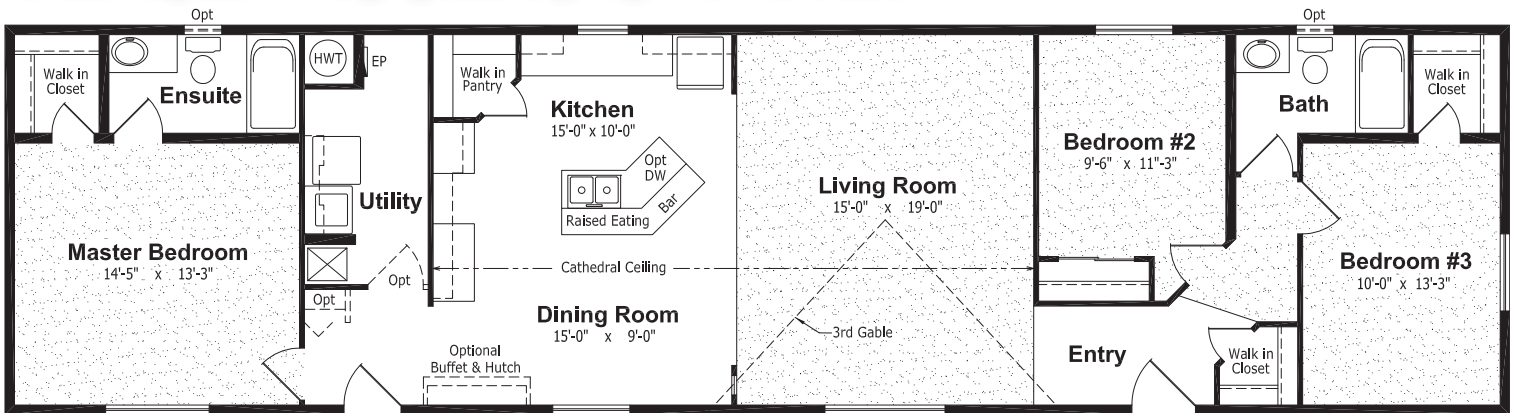 Opt
Opt
Walk in
Closet
Ensuite
HWT
EP
Walk in
Pantry
Kitchen
15'-0" x 10'-0"
Opt
DW
Bar
Raised Eating
Utility
Opt
Opt
Master Bedroom
14'-5" x 13'-3"
Cathedral Ceiling
Dining Room
15'-0" x 9'-0"
Optional
Buffet & Hutch
Living Room
15'-0" x 19'-0"
3rd Gable
Bedroom #2
9'-6" x 11"-3"
Bath
Walk in
Closet
Bedroom #3
10'-0" x 13'-3"
Entry
Walk in
Closet